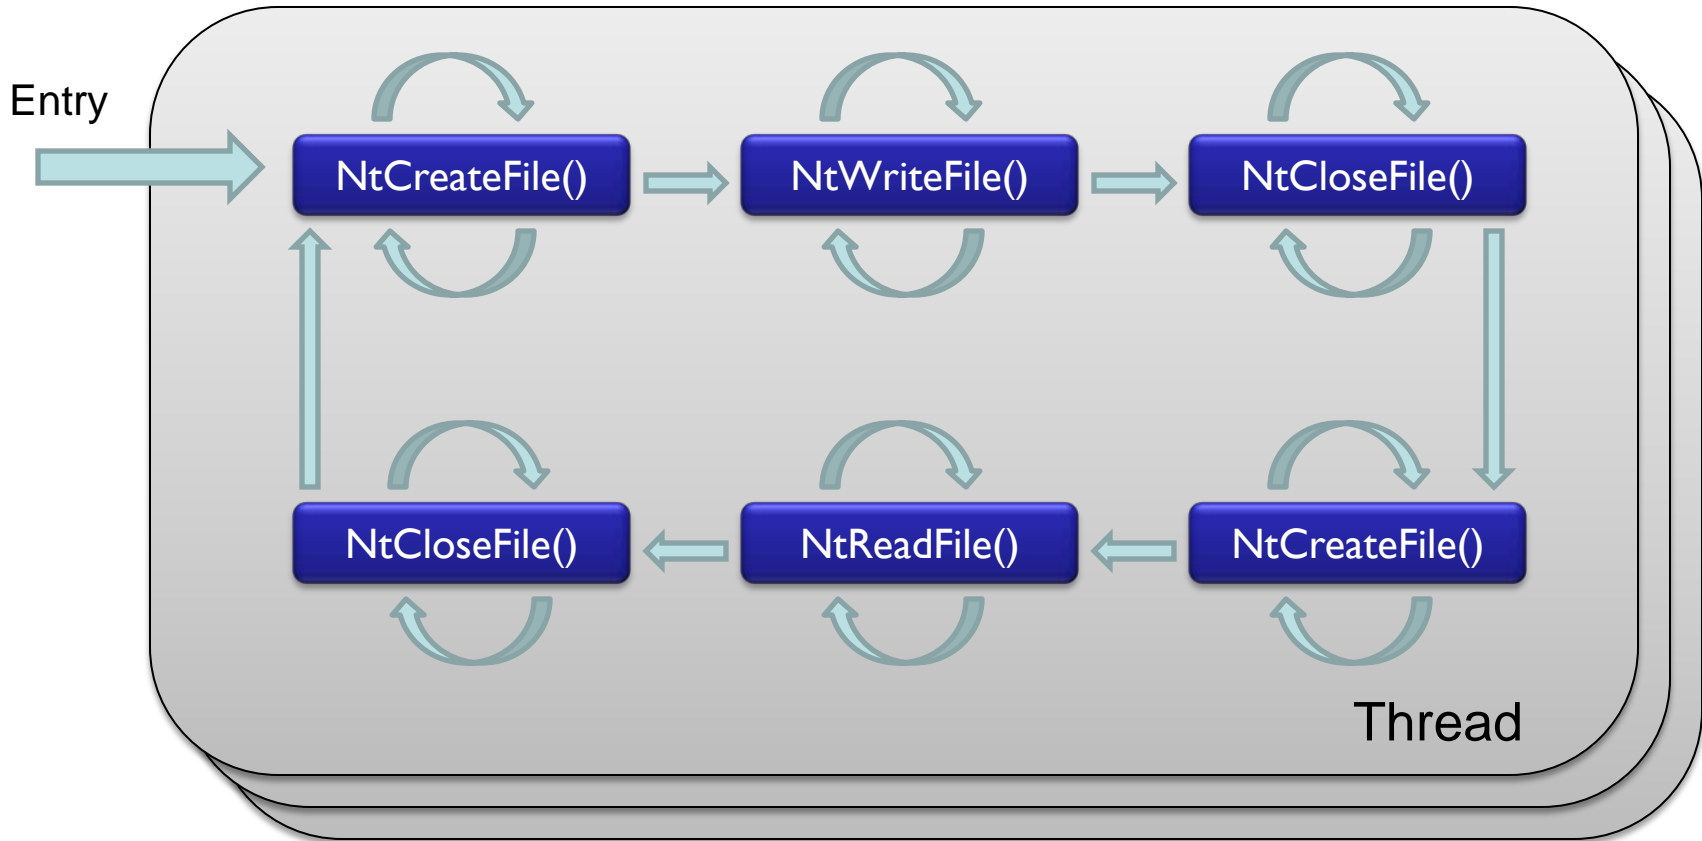 Entry
NtCreateFile()
NtWriteFile()
NtCloseFile()
NtCloseFile()
NtReadFile()
NtCreateFile()
Thread